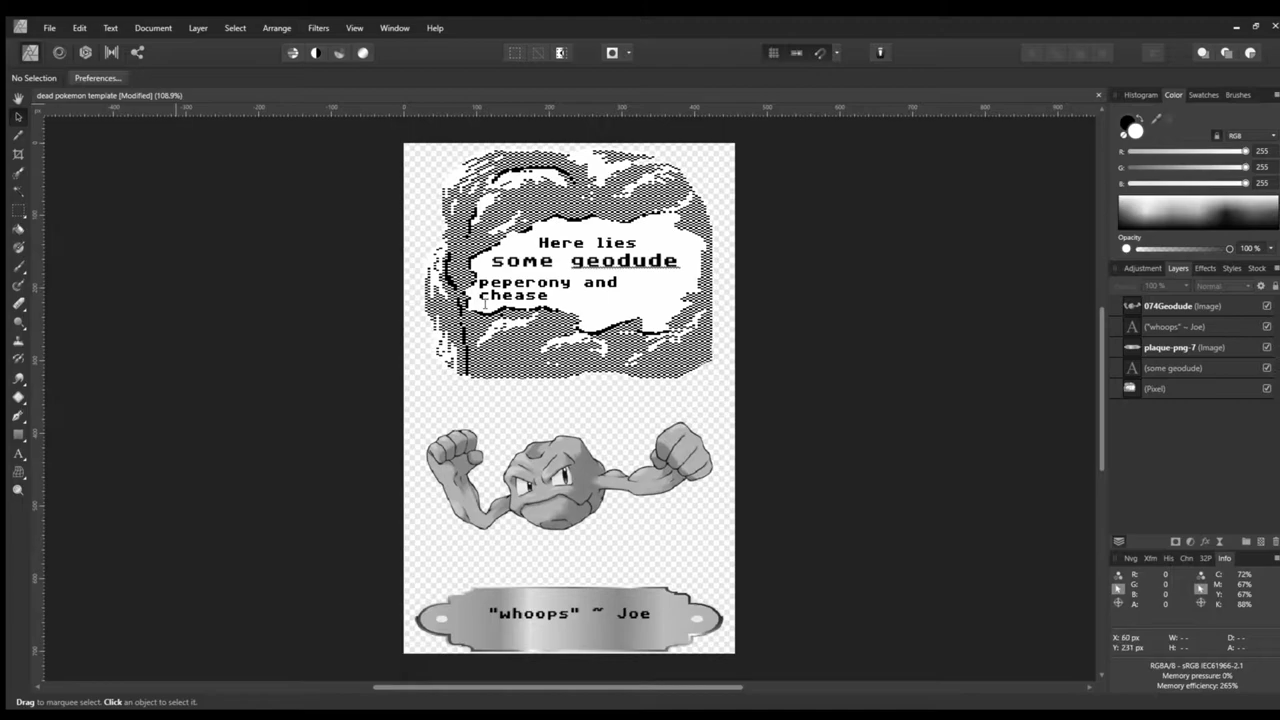 File Edit Text Document Layer Select Arrange Filters View Window Help
No Selection Preferences...
dead pokemon template [Modified] (108.9%)
Histogram Color Swatches Brushes
RGB
R: 255
G: 255
B: 255
Opacity
100 %
Adjustment Layers Effects Styles Stock
100 % Normal
074Geodude (Image)
A ("whoops" ~ Joe)
plaque-png-7 (Image)
A (some geodude)
(Pixel)
Here lies
some geodude
peperony and
chease
"whoops" ~ Joe
Nvg Xfm His Chn 32P Info
R: 0 C: 72%
G: 0 M: 67%
B: 0 Y: 67%
A: 0 K: 88%
X: 60 px W: - - D: - -
Y: 231 px H: - - A: - -
RGBA/8 - sRGB IEC61966-2.1
Memory pressure: 0%
Memory efficiency: 265%
Drag to marquee select. Click an object to select it.